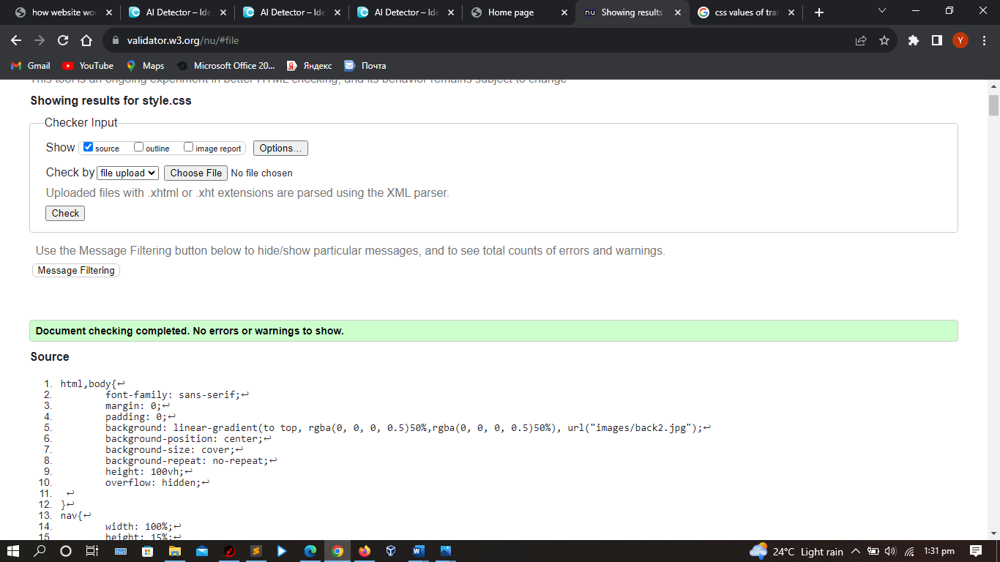 how website wor
AI Detector – Ide
AI Detector – Ide
AI Detector – Ide
Home page
nu Showing results
css values of tra
validator.w3.org/nu/#file
Y
Gmail YouTube Maps Microsoft Office 20... Яндекс Почта
This tool is an ongoing experiment in better HTML checking, and its behavior remains subject to change
Showing results for style.css
Checker Input
Show source outline image report Options...
Check by file upload Choose File No file chosen
Uploaded files with .xhtml or .xht extensions are parsed using the XML parser.
Check
Use the Message Filtering button below to hide/show particular messages, and to see total counts of errors and warnings.
Message Filtering
Document checking completed. No errors or warnings to show.
Source
1. html,body{↩
2. font-family: sans-serif;↩
3. margin: 0;↩
4. padding: 0;↩
5. background: linear-gradient(to top, rgba(0, 0, 0, 0.5)50%,rgba(0, 0, 0, 0.5)50%), url("images/back2.jpg");↩
6. background-position: center;↩
7. background-size: cover;↩
8. background-repeat: no-repeat;↩
9. height: 100vh;↩
10. overflow: hidden;↩
11. ↩
12. }↩
13. nav{↩
14. width: 100%;↩
15. height: 15%;↩
24°C Light rain 1:31 pm